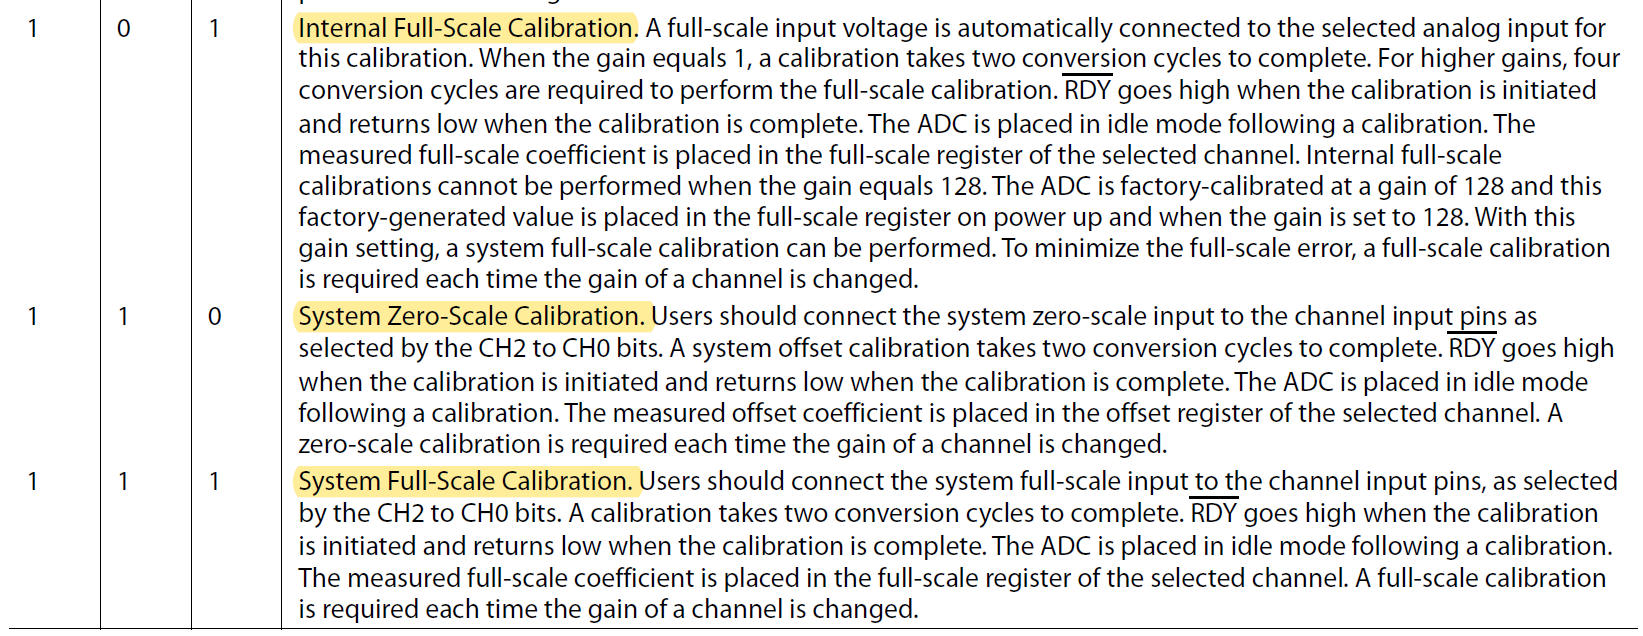 1 0 1 Internal Full-Scale Calibration. A full-scale input voltage is automatically connected to the selected analog input for
this calibration. When the gain equals 1, a calibration takes two conversion cycles to complete. For higher gains, four
conversion cycles are required to perform the full-scale calibration. RDY goes high when the calibration is initiated
and returns low when the calibration is complete. The ADC is placed in idle mode following a calibration. The
measured full-scale coefficient is placed in the full-scale register of the selected channel. Internal full-scale
calibrations cannot be performed when the gain equals 128. The ADC is factory-calibrated at a gain of 128 and this
factory-generated value is placed in the full-scale register on power up and when the gain is set to 128. With this
gain setting, a system full-scale calibration can be performed. To minimize the full-scale error, a full-scale calibration
is required each time the gain of a channel is changed.
1 1 0 System Zero-Scale Calibration. Users should connect the system zero-scale input to the channel input pins as
selected by the CH2 to CH0 bits. A system offset calibration takes two conversion cycles to complete. RDY goes high
when the calibration is initiated and returns low when the calibration is complete. The ADC is placed in idle mode
following a calibration. The measured offset coefficient is placed in the offset register of the selected channel. A
zero-scale calibration is required each time the gain of a channel is changed.
1 1 1 System Full-Scale Calibration. Users should connect the system full-scale input to the channel input pins, as selected
by the CH2 to CH0 bits. A calibration takes two conversion cycles to complete. RDY goes high when the calibration
is initiated and returns low when the calibration is complete. The ADC is placed in idle mode following a calibration.
The measured full-scale coefficient is placed in the full-scale register of the selected channel. A full-scale calibration
is required each time the gain of a channel is changed.